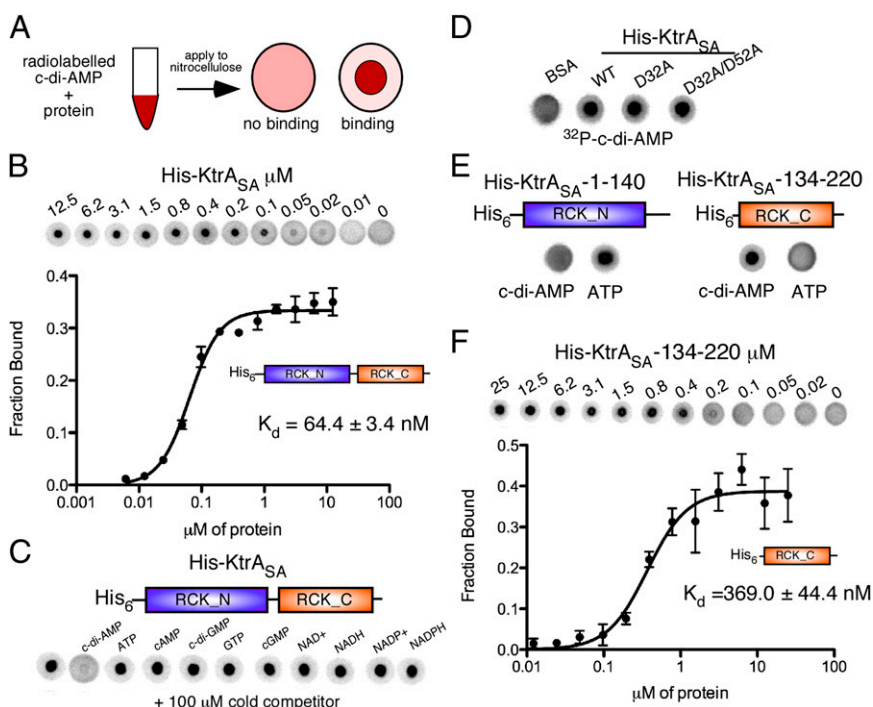 A
radiolabelled
c-di-AMP
+
protein
apply to
nitrocellulose
no binding
binding
B
His-KtrASA μM
12.5 6.2 3.1 1.5 0.8 0.4 0.2 0.1 0.05 0.02 0.01 0
Fraction Bound
0.4
0.3
0.2
0.1
0.0
0.001 0.01 0.1 1 10 100
μM of protein
His6 RCK_N RCK_C
Kd = 64.4 ± 3.4 nM
C
His-KtrASA
His6 RCK_N RCK_C
c-di-AMP ATP cAMP c-di-GMP GTP cGMP NAD+ NADH NADP+ NADPH
+ 100 μM cold competitor
D
His-KtrASA
BSA WT D32A D32A/D52A
32P-c-di-AMP
E
His-KtrASA-1-140
His6 RCK_N
c-di-AMP ATP
His-KtrASA-134-220
His6 RCK_C
c-di-AMP ATP
F
His-KtrASA-134-220 μM
25 12.5 6.2 3.1 1.5 0.8 0.4 0.2 0.1 0.05 0.02 0
Fraction Bound
0.5
0.4
0.3
0.2
0.1
0.0
0.01 0.1 1 10 100
μM of protein
His6 RCK_C
Kd =369.0 ± 44.4 nM